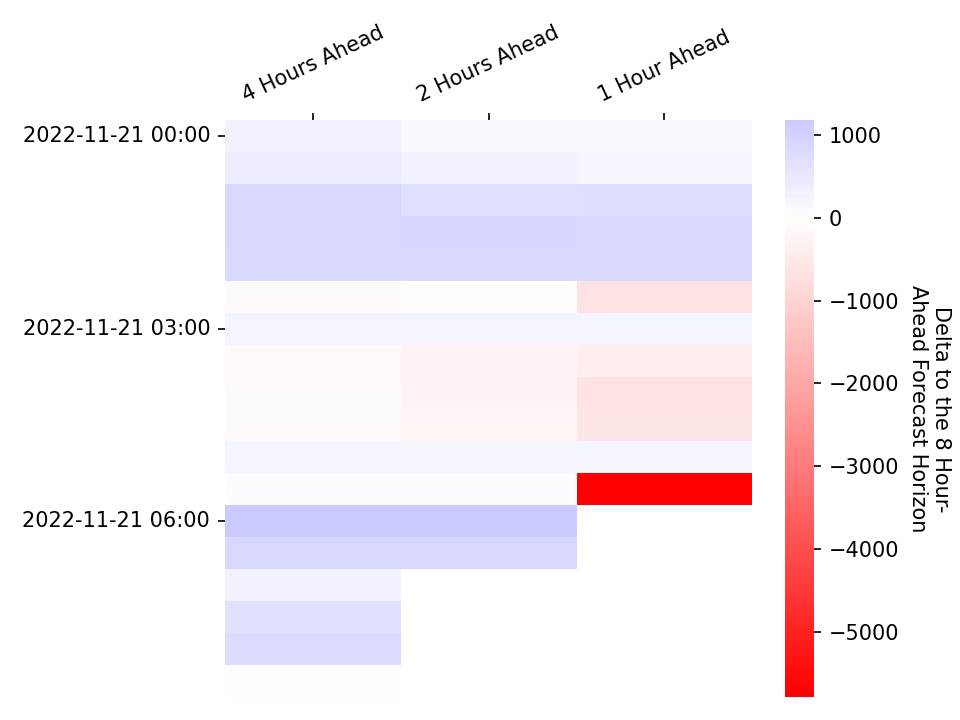 4 Hours Ahead
2 Hours Ahead
1 Hour Ahead
2022-11-21 00:00
2022-11-21 03:00
2022-11-21 06:00
1000
0
−1000
−2000
−3000
−4000
−5000
Delta to the 8 Hour-
Ahead Forecast Horizon